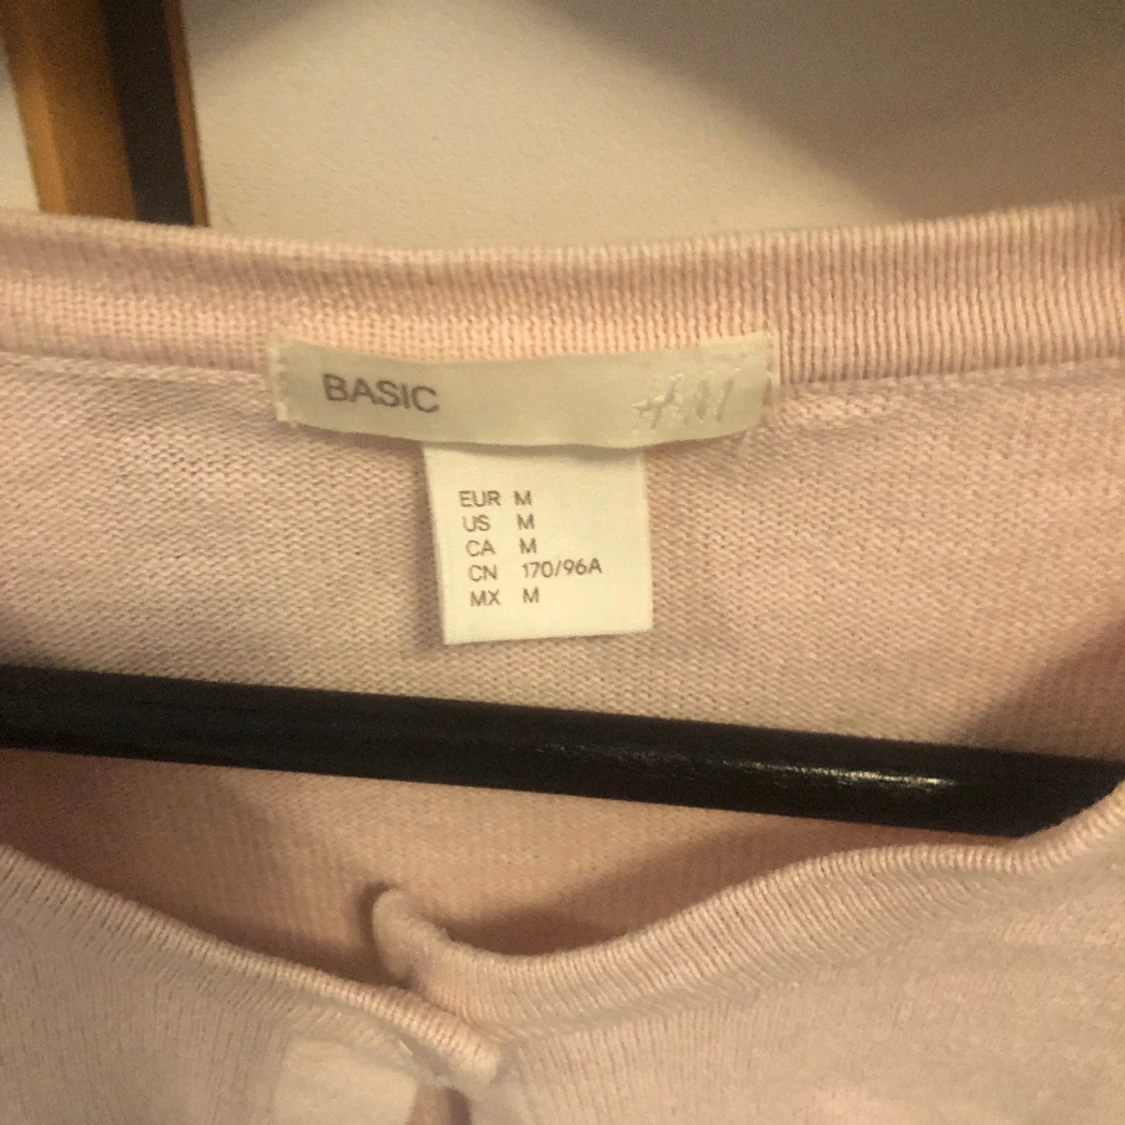 BASIC H&M
EUR M
US M
CA M
CN 170/96A
MX M